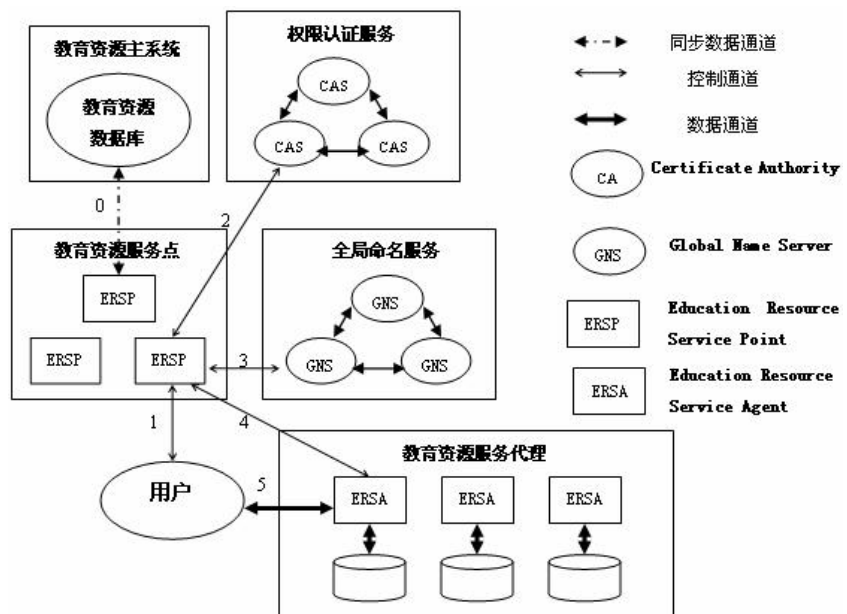 教育资源主系统
教育资源
数据库
权限认证服务
CAS
CAS
CAS
同步数据通道
控制通道
数据通道
CA
Certificate Authority
GNS
Global Name Server
ERSP
Education Resource
Service Point
ERSA
Education Resource
Service Agent
0
2
教育资源服务点
ERSP
ERSP
ERSP
全局命名服务
GNS
GNS
GNS
3
1
4
用户
5
教育资源服务代理
ERSA
ERSA
ERSA